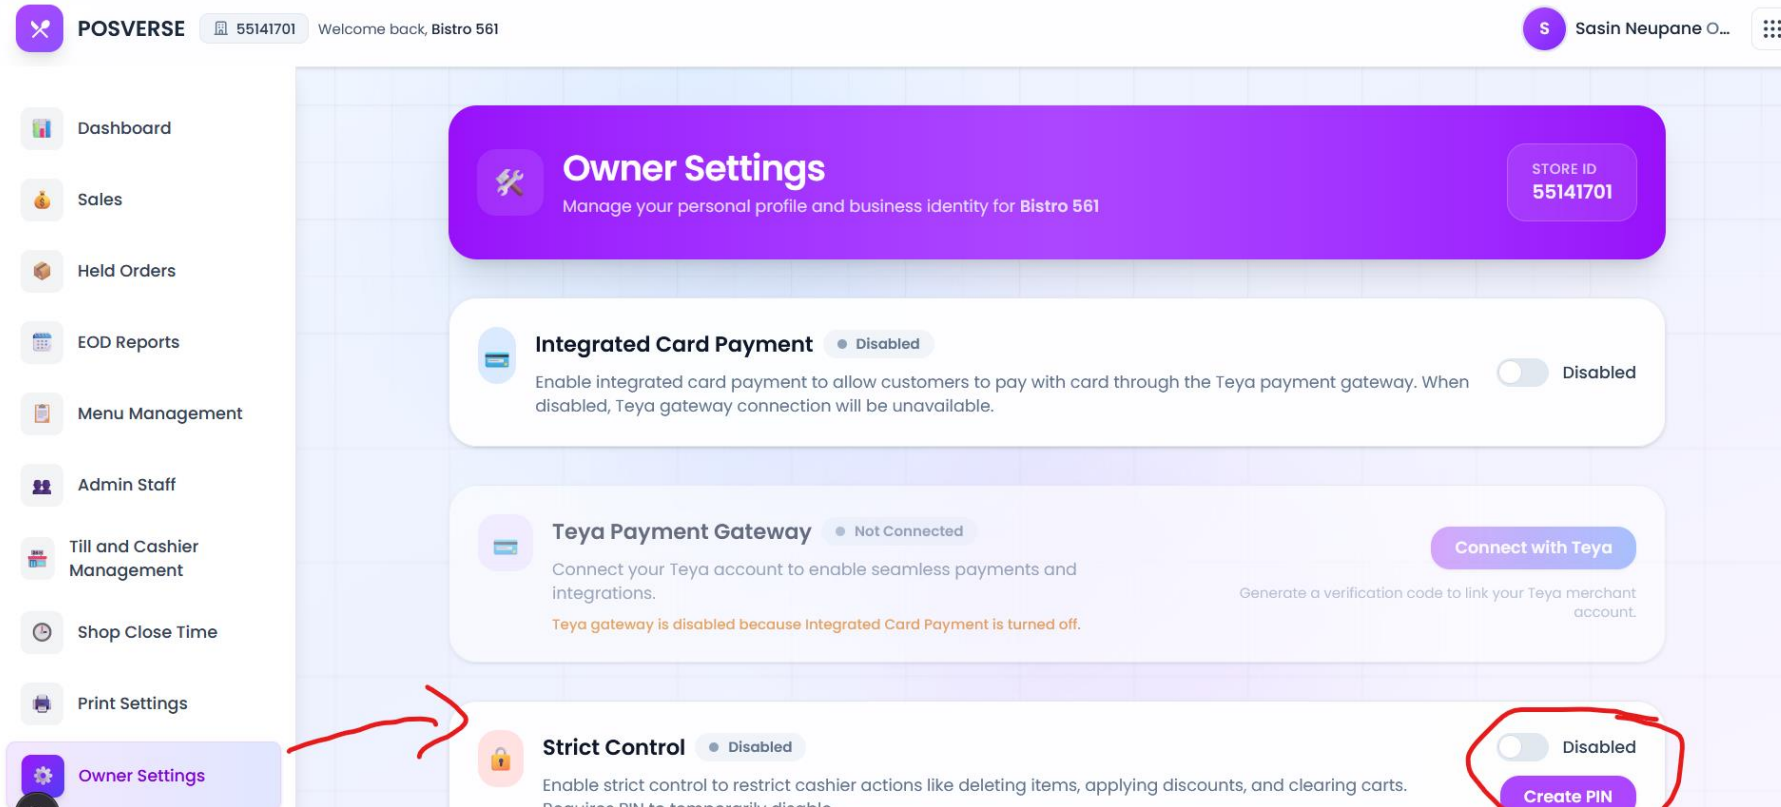 POSVERSE
55141701
Welcome back, Bistro 561
S
Sasin Neupane O...
Dashboard
Sales
Held Orders
EOD Reports
Menu Management
Admin Staff
Till and Cashier
Management
Shop Close Time
Print Settings
Owner Settings
Owner Settings
Manage your personal profile and business identity for Bistro 561
STORE ID
55141701
Integrated Card Payment
Disabled
Enable integrated card payment to allow customers to pay with card through the Teya payment gateway. When
disabled, Teya gateway connection will be unavailable.
Disabled
Teya Payment Gateway
Not Connected
Connect your Teya account to enable seamless payments and
integrations.
Teya gateway is disabled because Integrated Card Payment is turned off.
Connect with Teya
Generate a verification code to link your Teya merchant
account.
Strict Control
Disabled
Enable strict control to restrict cashier actions like deleting items, applying discounts, and clearing carts.
Requires PIN to temporarily disable.
Disabled
Create PIN